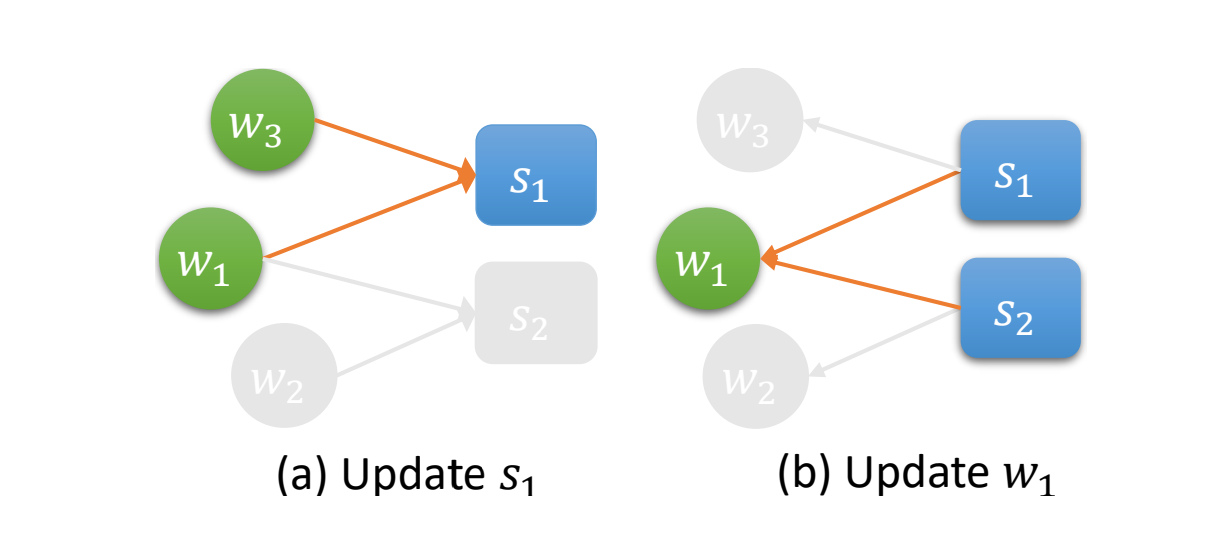 w₃
s₁
w₁
s₂
w₂
(a) Update s₁
w₃
s₁
w₁
s₂
w₂
(b) Update w₁